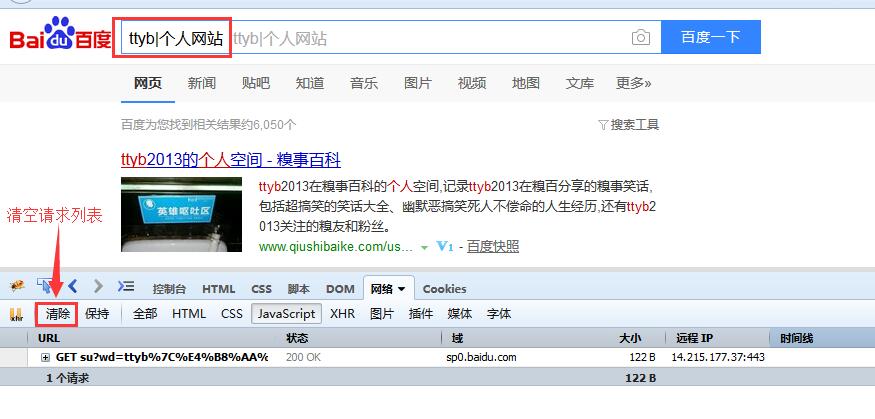 Bai du 百度 ttyb|个人网站 ttyb|个人网站 百度一下
网页 新闻 贴吧 知道 音乐 图片 视频 地图 文库 更多»
百度为您找到相关结果约6,050个 搜索工具
ttyb2013的个人空间 - 糗事百科
英雄呕吐区
ttyb2013在糗事百科的个人空间,记录ttyb2013在糗百分享的糗事笑话,
包括超搞笑的笑话大全、幽默恶搞笑死人不偿命的人生经历,还有ttyb2
013关注的糗友和粉丝。
www.qiushibaike.com/us... V1 - 百度快照
清空请求列表
控制台 HTML CSS 脚本 DOM 网络 Cookies
xhr 清除 保持 全部 HTML CSS JavaScript XHR 图片 插件 媒体 字体
URL 状态 域 大小 远程 IP 时间线
GET su?wd=ttyb%7C%E4%B8%AA% 200 OK sp0.baidu.com 122 B 14.215.177.37:443
1 个请求 122 B